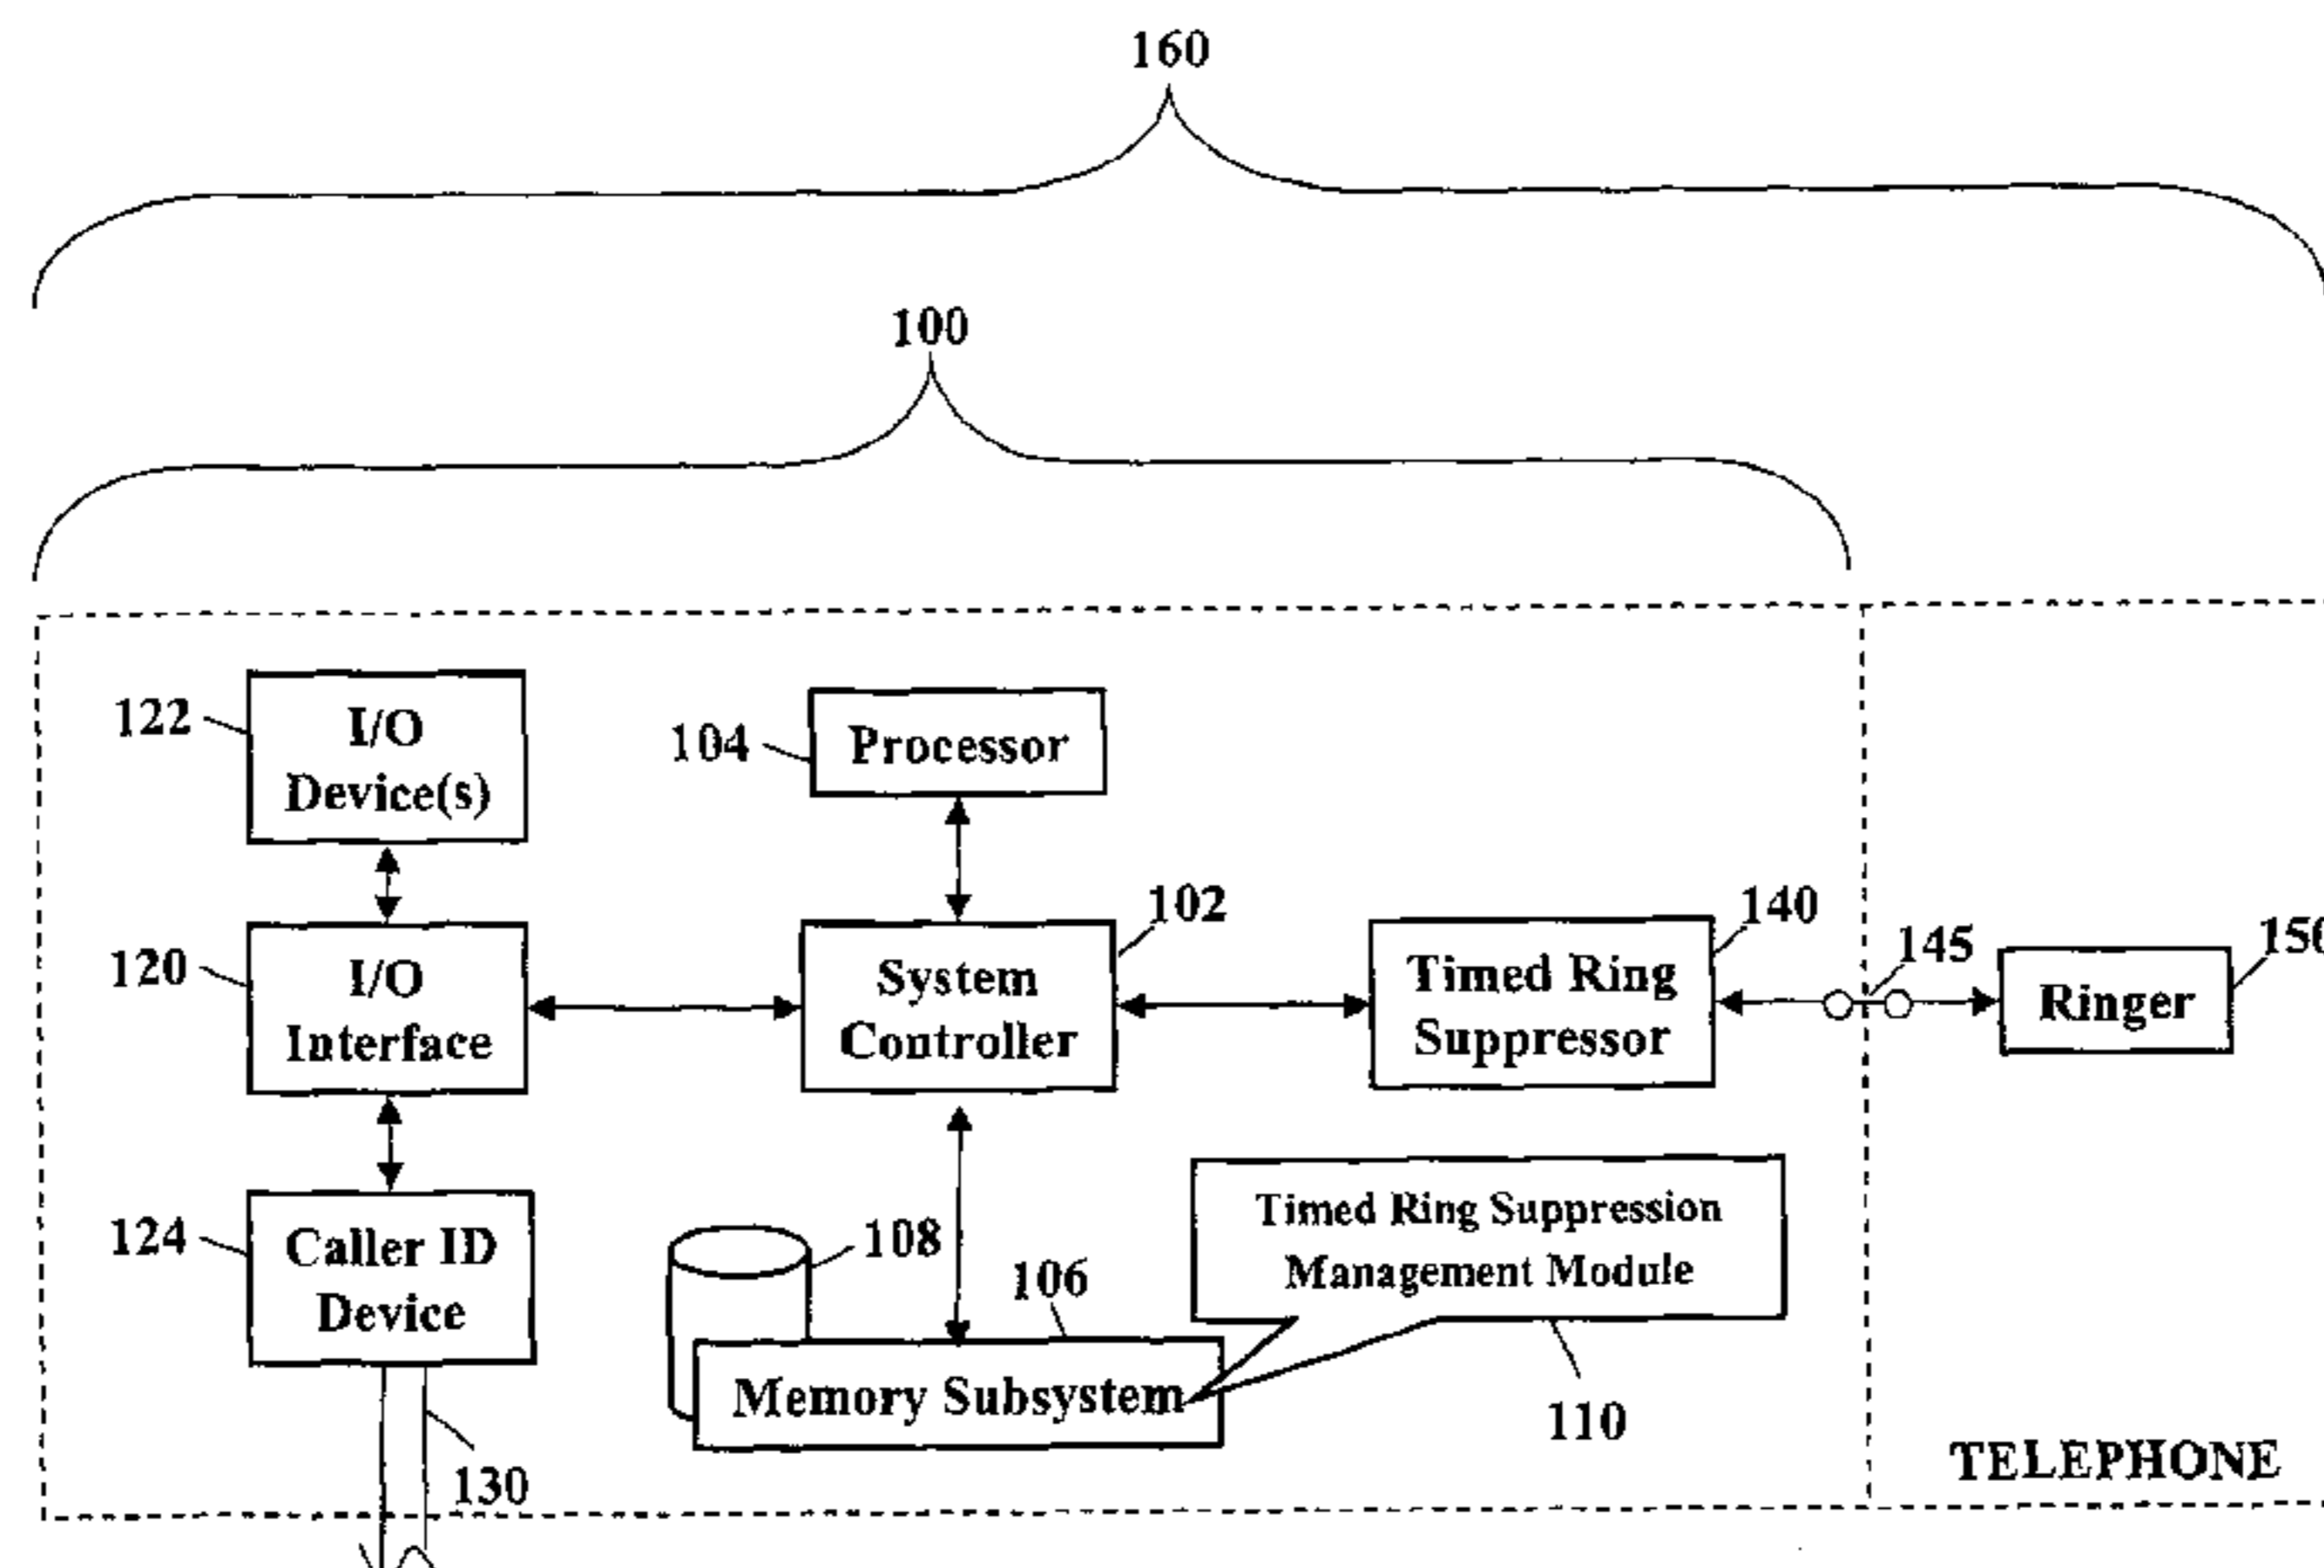 160
100
122
I/O
Device(s)
104
Processor
102
140
145
150
120
I/O
Interface
System
Controller
Timed Ring
Suppressor
Ringer
124
Caller ID
Device
108
106
Timed Ring Suppression
Management Module
Memory Subsystem
110
130
TELEPHONE